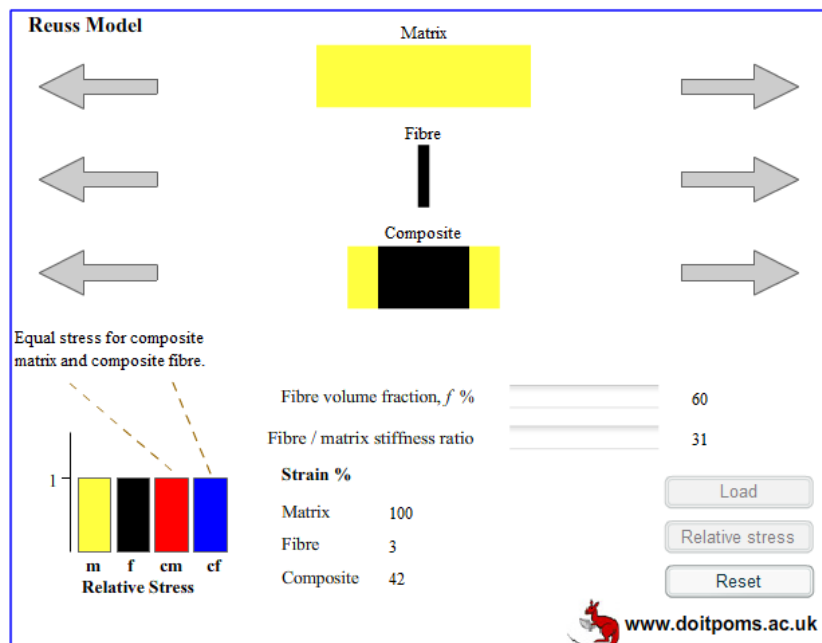 Reuss Model
Matrix
Fibre
Composite
Equal stress for composite
matrix and composite fibre.
Fibre volume fraction, f % 60
Fibre / matrix stiffness ratio 31
1
m f cm cf
Relative Stress
Strain %
Matrix 100
Fibre 3
Composite 42
Load
Relative stress
Reset
www.doitpoms.ac.uk